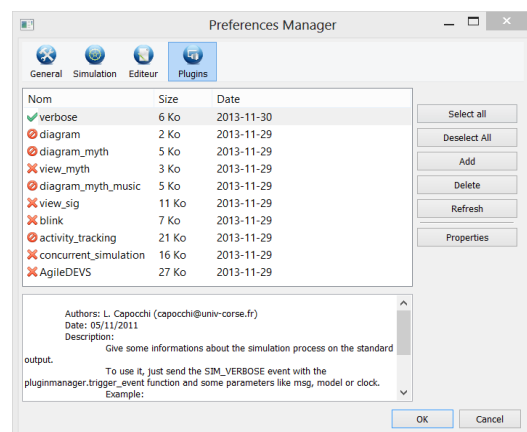 Preferences Manager
General Simulation Editeur Plugins
Nom Size Date
verbose 6 Ko 2013-11-30
diagram 2 Ko 2013-11-29
diagram_myth 5 Ko 2013-11-29
view_myth 3 Ko 2013-11-29
diagram_myth_music 5 Ko 2013-11-29
view_sig 11 Ko 2013-11-29
blink 7 Ko 2013-11-29
activity_tracking 21 Ko 2013-11-29
concurrent_simulation 16 Ko 2013-11-29
AgileDEVS 27 Ko 2013-11-29
Select all
Deselect All
Add
Delete
Refresh
Properties
Authors: L. Capocchi (capocchi@univ-corse.fr)
Date: 05/11/2011
Description:
Give some informations about the simulation process on the standard
output.
To use it, just send the SIM_VERBOSE event with the
pluginmanager.trigger_event function and some parameters like msg, model or clock.
Example:
OK Cancel